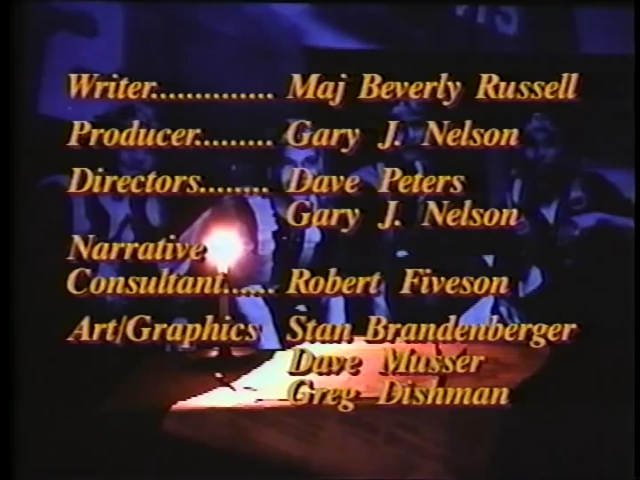 Writer.............. Maj Beverly Russell
Producer......... Gary J. Nelson
Directors........ Dave Peters
Gary J. Nelson
Narrative
Consultant...... Robert Fiveson
Art/Graphics Stan Brandenberger
Dave Musser
Greg Dishman